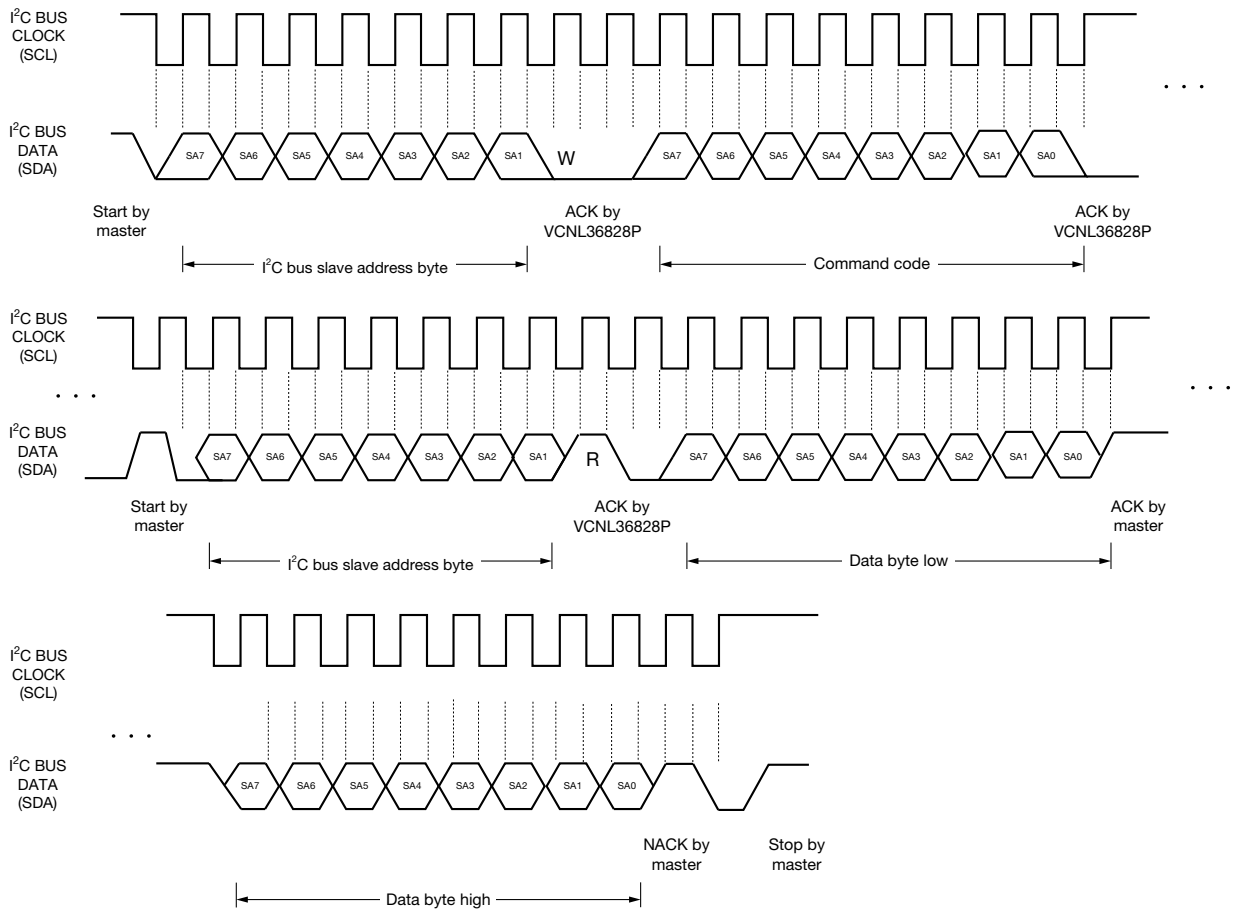 I²C BUS
CLOCK
(SCL)
. . .
I²C BUS
DATA
(SDA)
SA7 SA6 SA5 SA4 SA3 SA2 SA1 W SA7 SA6 SA5 SA4 SA3 SA2 SA1 SA0
Start by
master
ACK by
VCNL36828P
ACK by
VCNL36828P
I²C bus slave address byte
Command code
I²C BUS
CLOCK
(SCL)
. . .
. . .
I²C BUS
DATA
(SDA)
SA7 SA6 SA5 SA4 SA3 SA2 SA1 R SA7 SA6 SA5 SA4 SA3 SA2 SA1 SA0
Start by
master
ACK by
VCNL36828P
ACK by
master
I²C bus slave address byte
Data byte low
I²C BUS
CLOCK
(SCL)
. . .
I²C BUS
DATA
(SDA)
SA7 SA6 SA5 SA4 SA3 SA2 SA1 SA0
NACK by
master
Stop by
master
Data byte high